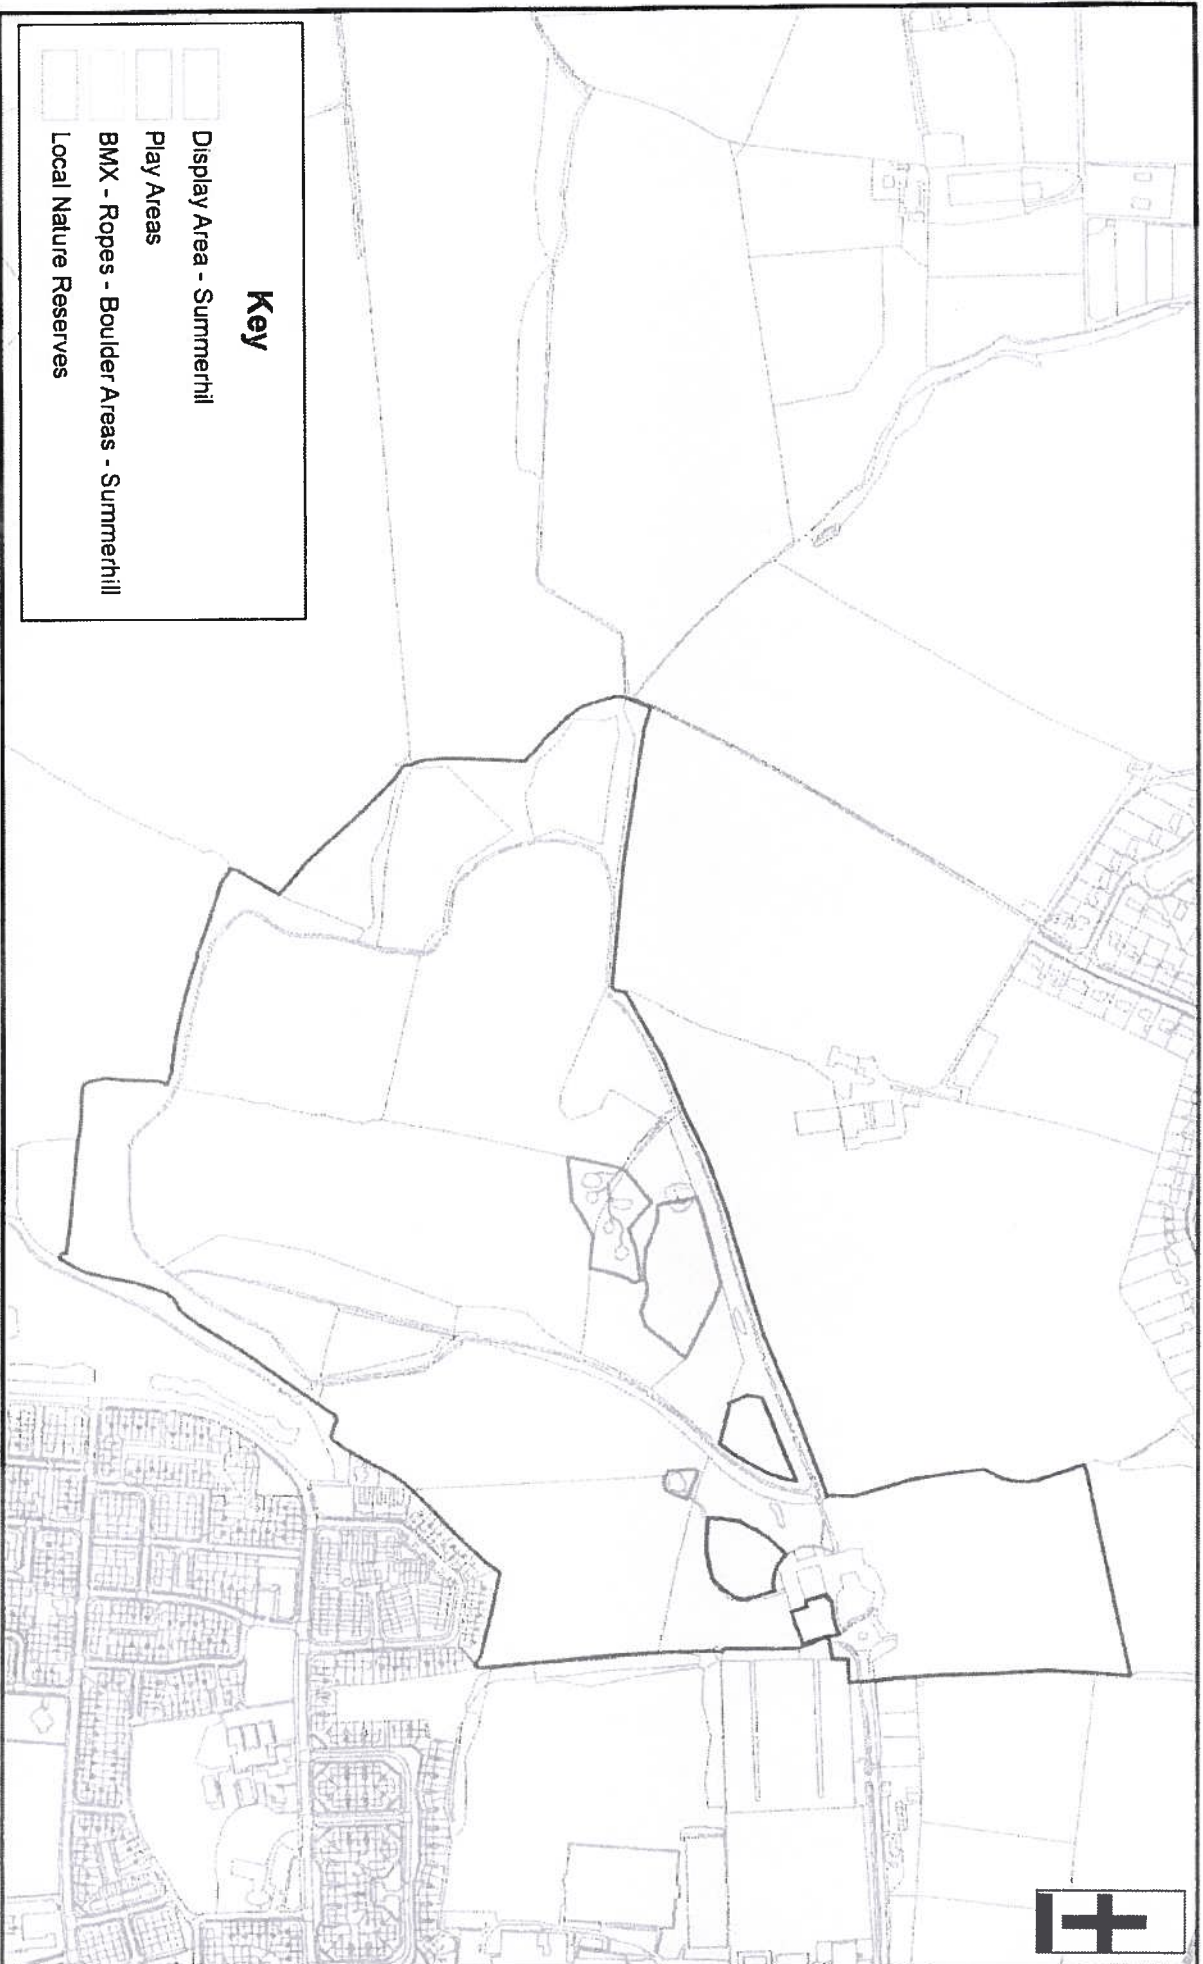 Key
Display Area - Summerhil
Play Areas
BMX - Ropes - Boulder Areas - Summerhill
Local Nature Reserves